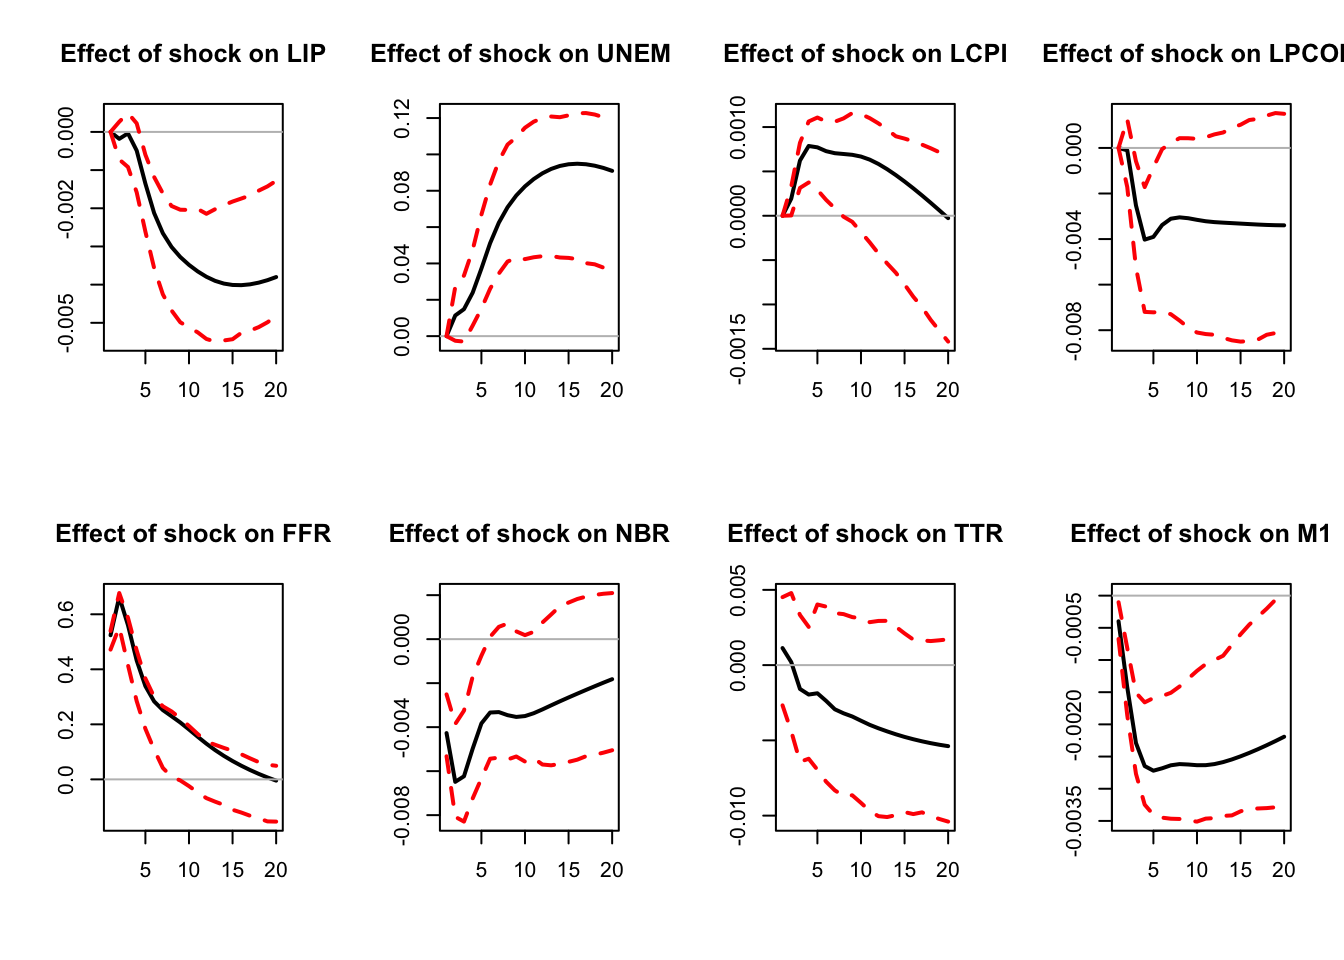 Effect of shock on LIP
0.000
-0.002
-0.005
5 10 15 20
Effect of shock on UNEM
0.12
0.08
0.04
0.00
5 10 15 20
Effect of shock on LCPI
0.0010
0.0000
-0.0015
5 10 15 20
Effect of shock on LPCO
0.000
-0.004
-0.008
5 10 15 20
Effect of shock on FFR
0.6
0.4
0.2
0.0
5 10 15 20
Effect of shock on NBR
0.000
-0.004
-0.008
5 10 15 20
Effect of shock on TTR
0.005
0.000
-0.010
5 10 15 20
Effect of shock on M1
-0.0005
-0.0020
-0.0035
5 10 15 20